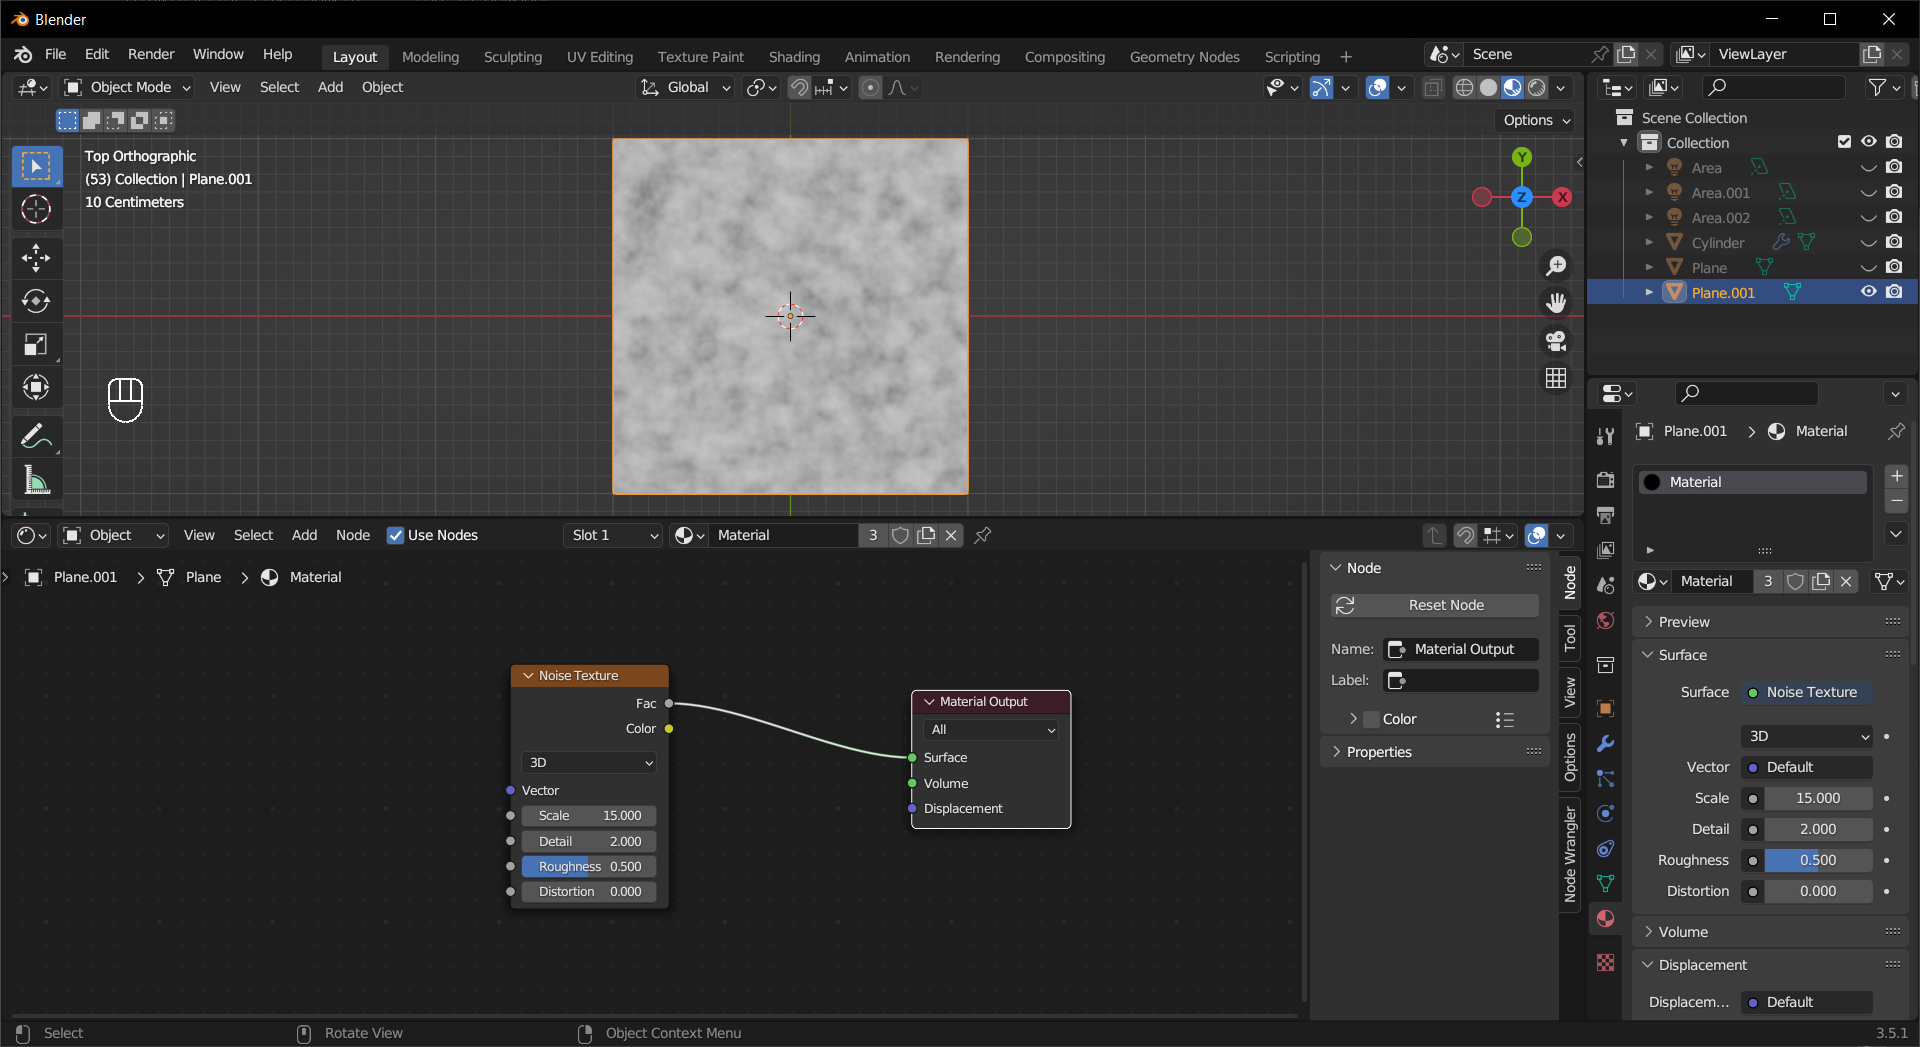 Blender
File Edit Render Window Help Layout Modeling Sculpting UV Editing Texture Paint Shading Animation Rendering Compositing Geometry Nodes Scripting + Scene ViewLayer
Object Mode View Select Add Object Global
Options
Top Orthographic
(53) Collection | Plane.001
10 Centimeters
Y
Z
X
Scene Collection
Collection
Area
Area.001
Area.002
Cylinder
Plane
Plane.001
Plane.001 > Material
Material
Material 3
Preview
Surface
Surface Noise Texture
3D
Vector Default
Scale 15.000
Detail 2.000
Roughness 0.500
Distortion 0.000
Volume
Displacement
Displacem... Default
Object View Select Add Node Use Nodes Slot 1 Material 3
Plane.001 > Plane > Material
Noise Texture
Fac
Color
3D
Vector
Scale 15.000
Detail 2.000
Roughness 0.500
Distortion 0.000
Material Output
All
Surface
Volume
Displacement
Node
Reset Node
Name: Material Output
Label:
Color
Properties
Node
Tool
View
Options
Node Wrangler
Select Rotate View Object Context Menu 3.5.1